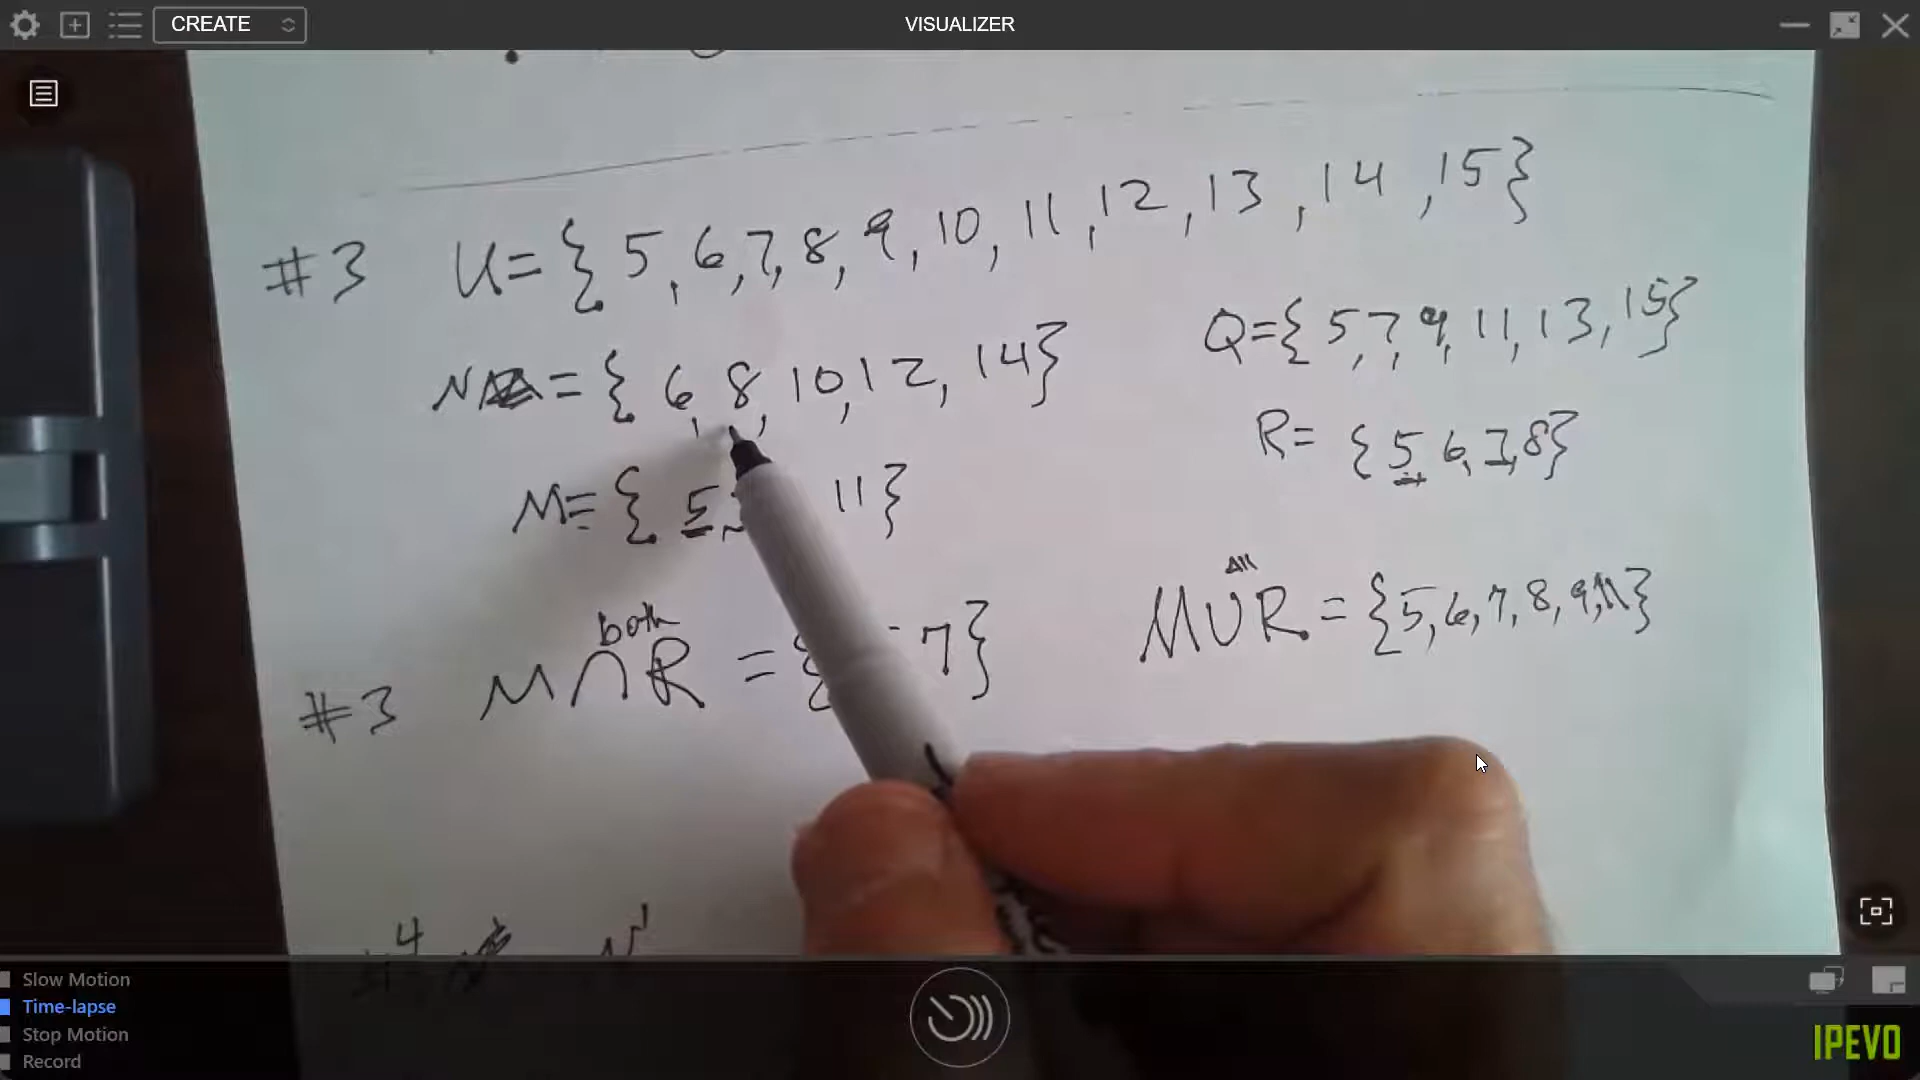 CREATE
VISUALIZER
#3 U={5,6,7,8,9,10,11,12,13,14,15}
N = {6,8,10,12,14}
Q={5,7,9,11,13,15}
R= {5,6,7,8}
M={ 5, 11}
both
M∩R = { 7}
All
M∪R = {5,6,7,8,9,11}
#3
4 N'
Slow Motion
Time-lapse
Stop Motion
Record
IPEVO